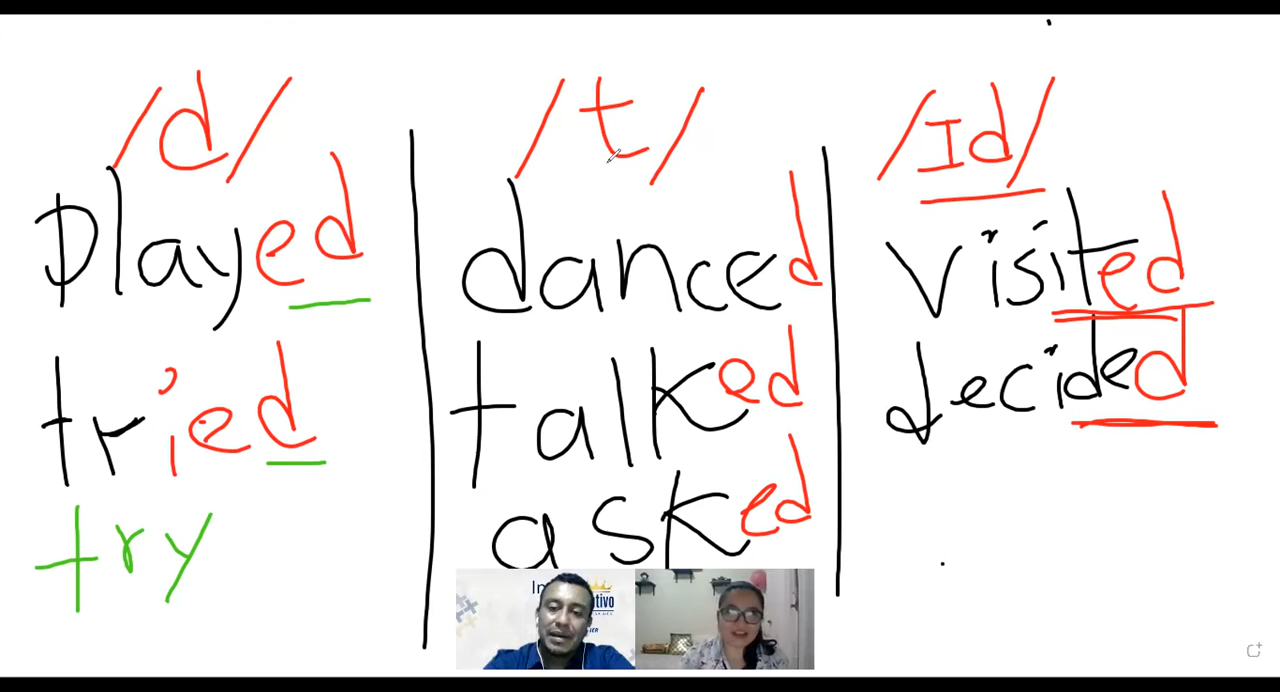 /d/
played
tried
try
/t/
danced
talked
asked
/Id/
visited
decided